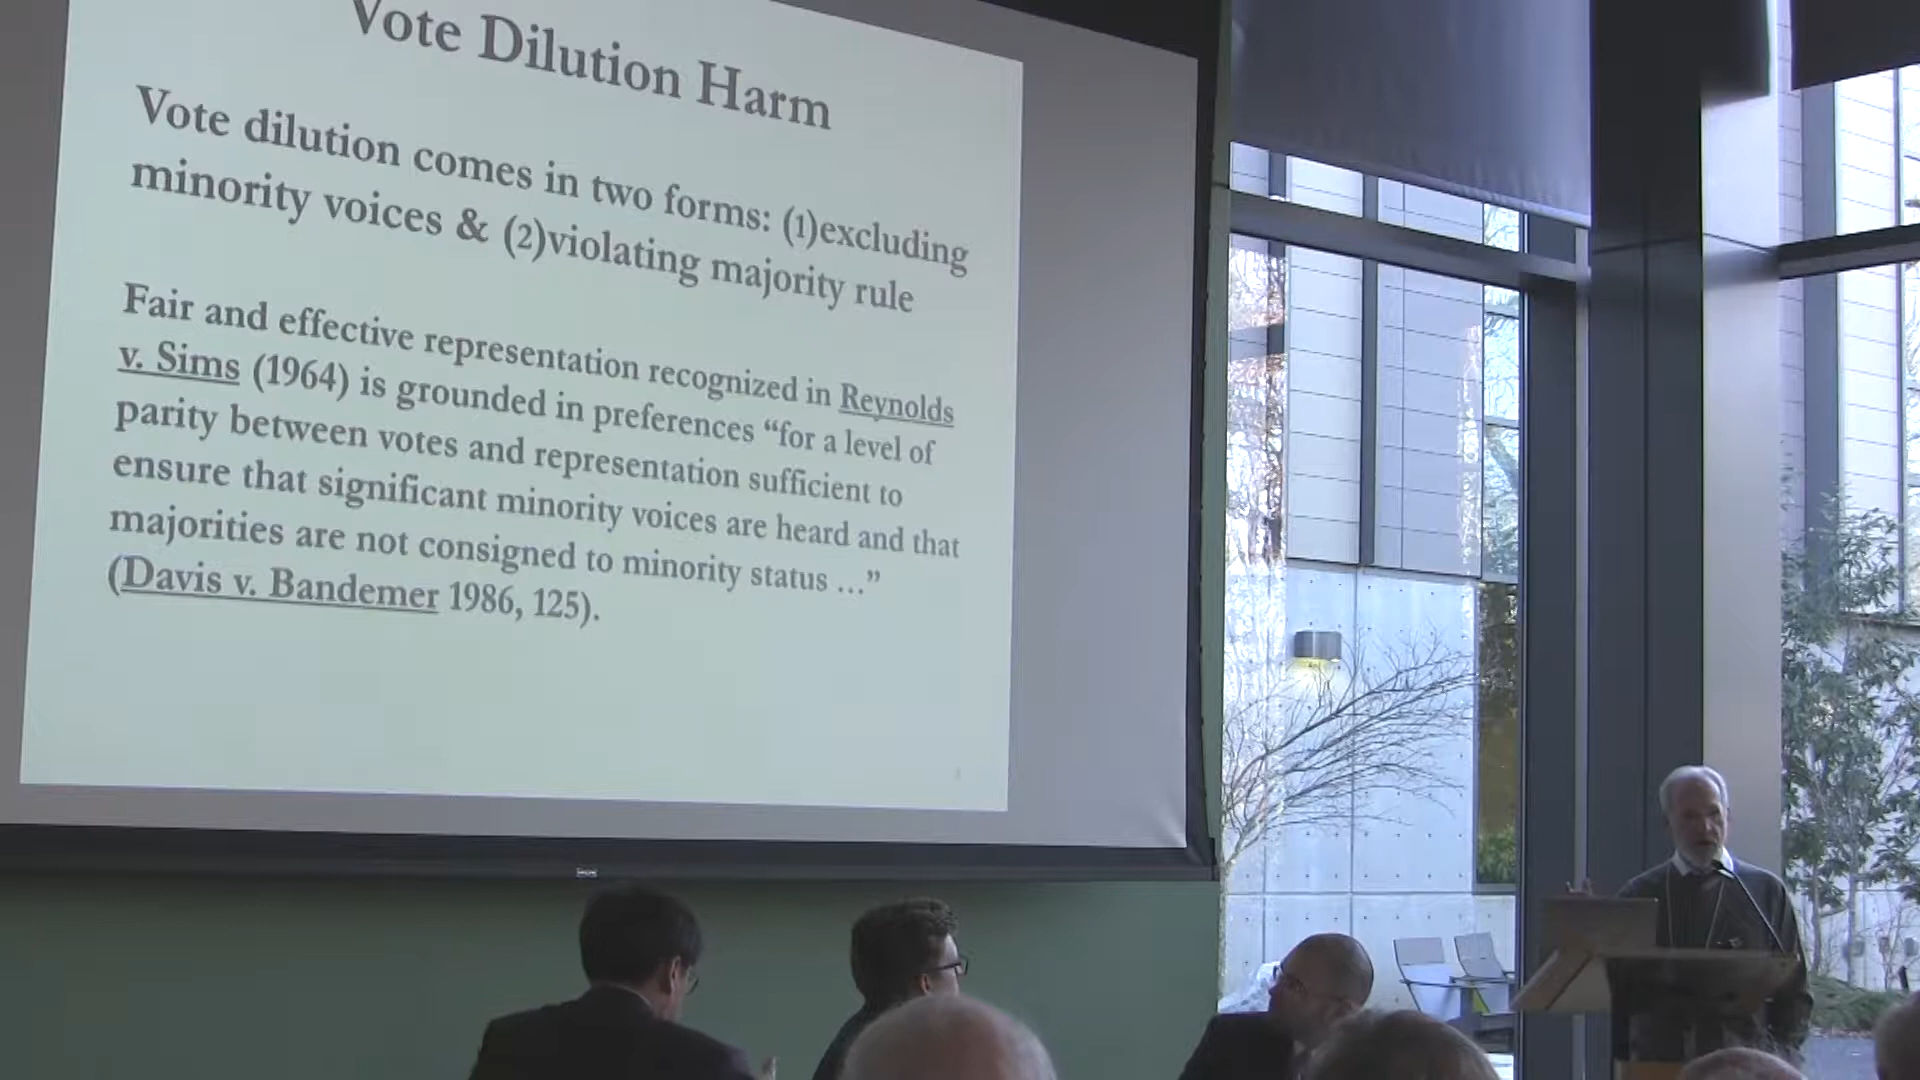 Vote Dilution Harm
Vote dilution comes in two forms: (1)excluding
minority voices & (2)violating majority rule
Fair and effective representation recognized in Reynolds
v. Sims (1964) is grounded in preferences “for a level of
parity between votes and representation sufficient to
ensure that significant minority voices are heard and that
majorities are not consigned to minority status ...”
(Davis v. Bandemer 1986, 125).